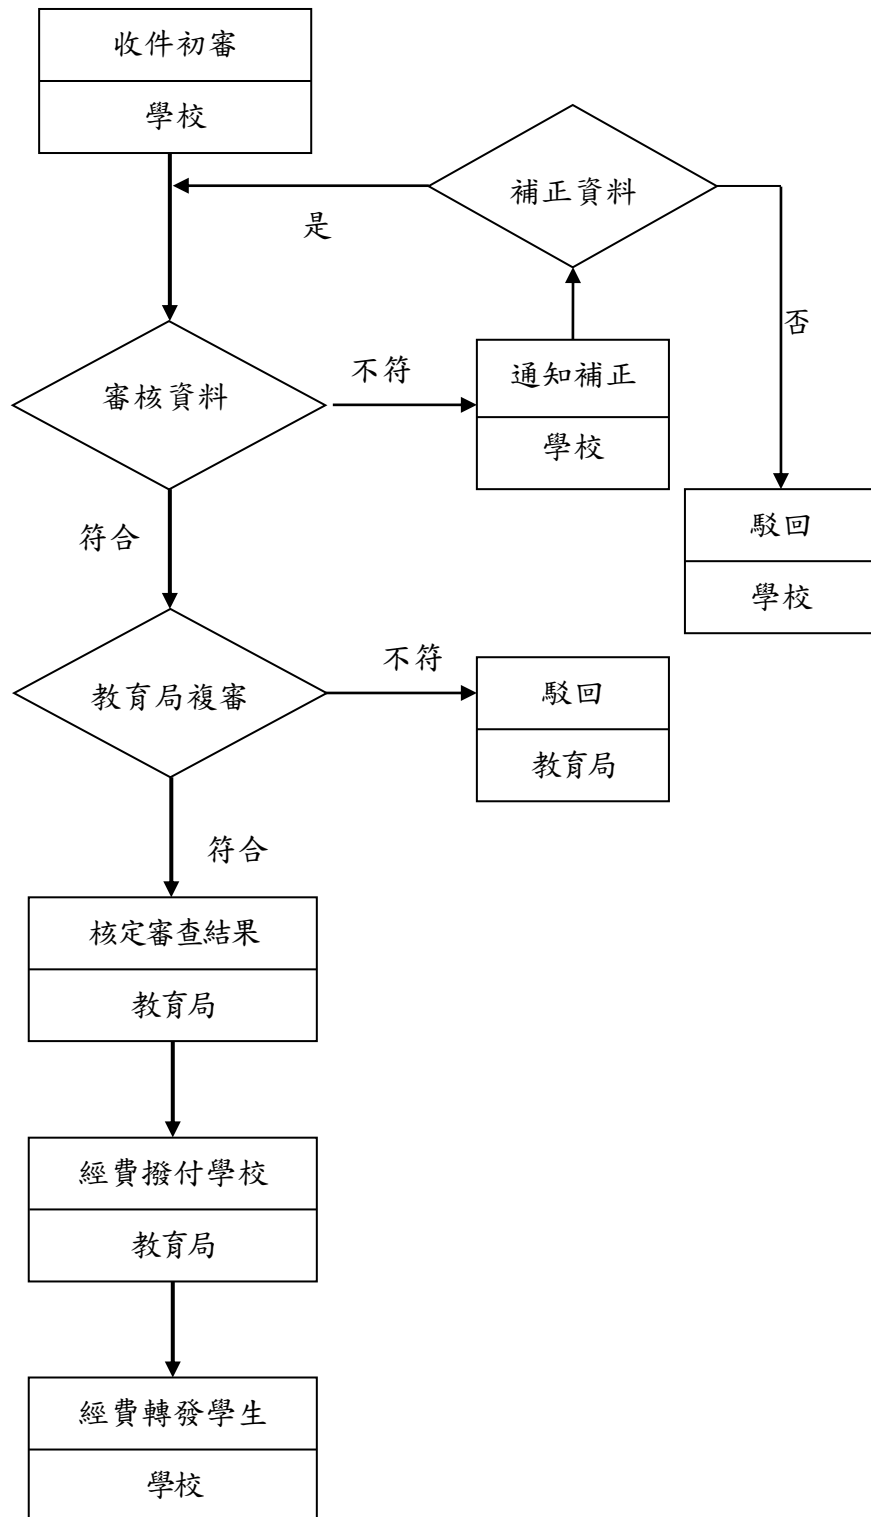 收件初審
學校
補正資料
是
否
審核資料
不符
通知補正
學校
駁回
學校
符合
教育局複審
不符
駁回
教育局
符合
核定審查結果
教育局
經費撥付學校
教育局
經費轉發學生
學校